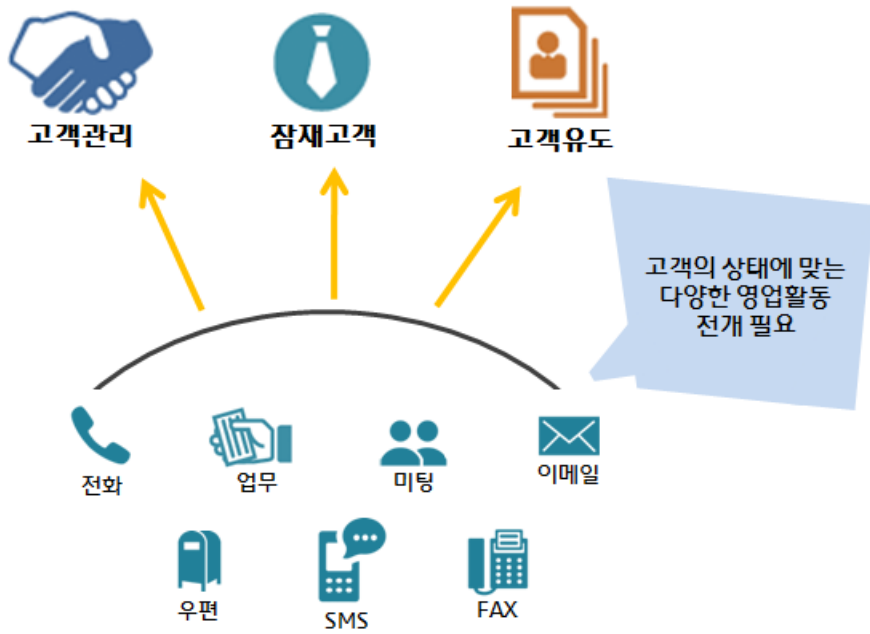 고객관리
잠재고객
고객유도
고객의 상태에 맞는
다양한 영업활동
전개 필요
전화
업무
미팅
이메일
우편
SMS
FAX